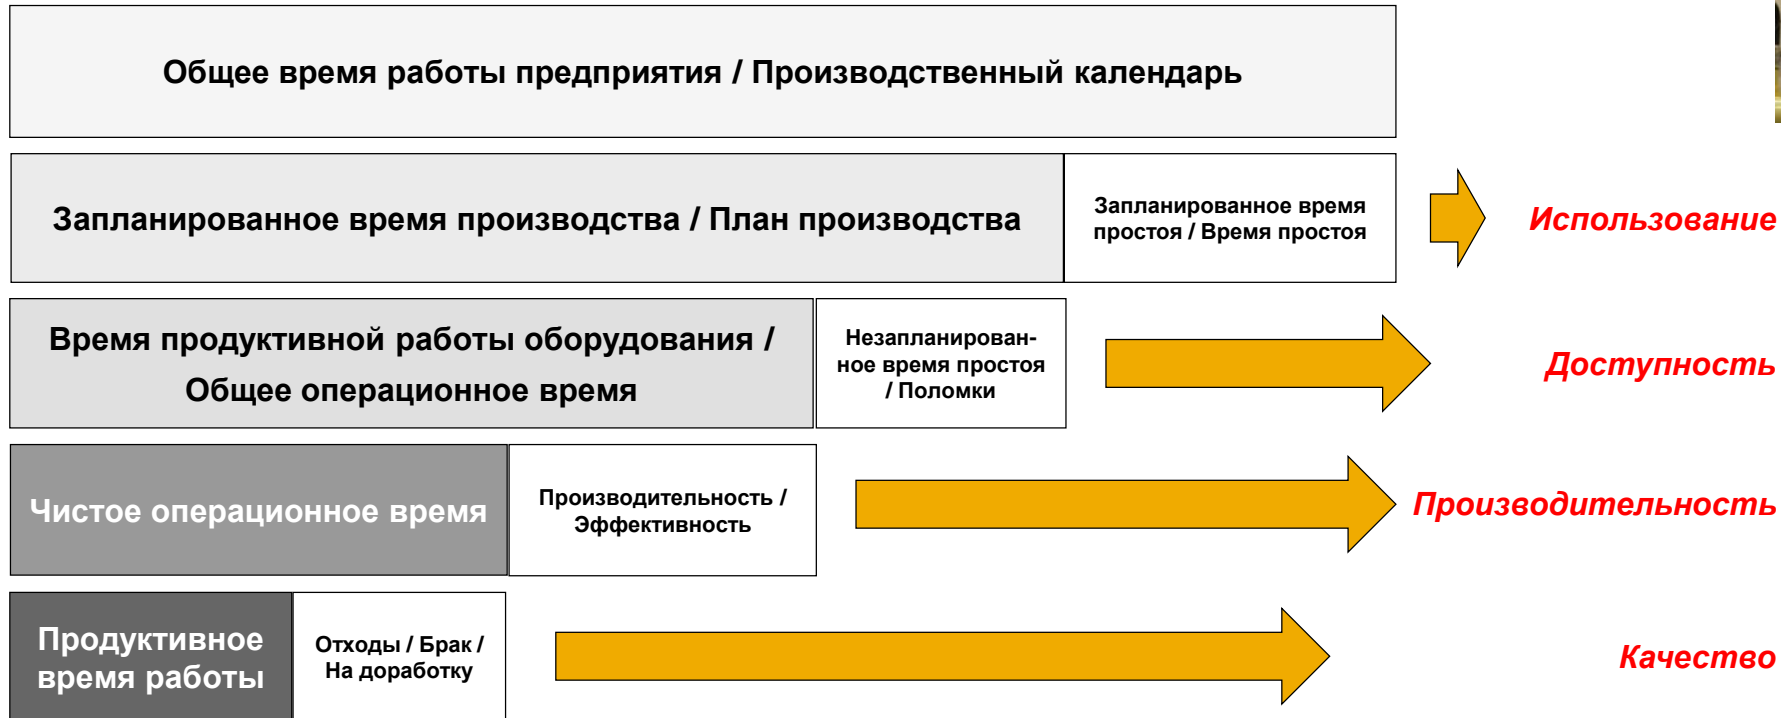 Общее время работы предприятия / Производственный календарь
Запланированное время производства / План производства
Запланированное время
простоя / Время простоя
Использование
Время продуктивной работы оборудования /
Общее операционное время
Незапланирован-
ное время простоя
/ Поломки
Доступность
Чистое операционное время
Производительность /
Эффективность
Производительность
Продуктивное
время работы
Отходы / Брак /
На доработку
Качество